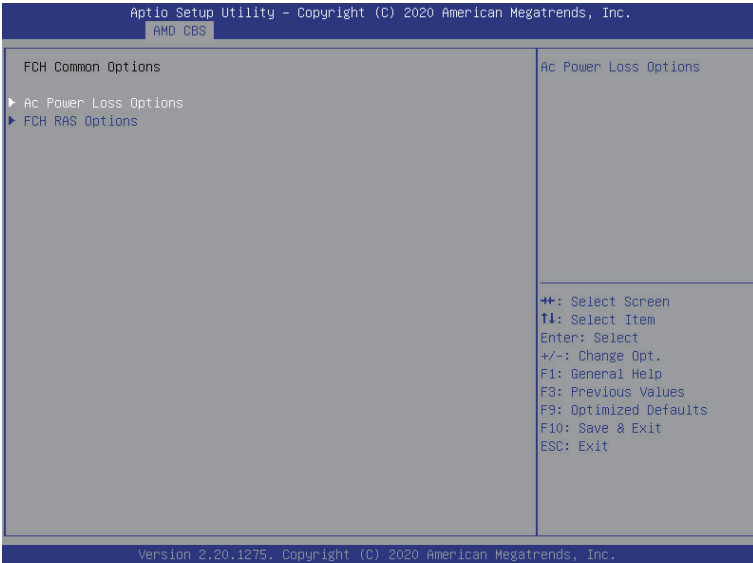 Aptio Setup Utility – Copyright (C) 2020 American Megatrends, Inc.
AMD CBS
FCH Common Options
Ac Power Loss Options
FCH RAS Options
Ac Power Loss Options
→←: Select Screen
↑↓: Select Item
Enter: Select
+/-: Change Opt.
F1: General Help
F3: Previous Values
F9: Optimized Defaults
F10: Save & Exit
ESC: Exit
Version 2.20.1275. Copyright (C) 2020 American Megatrends, Inc.